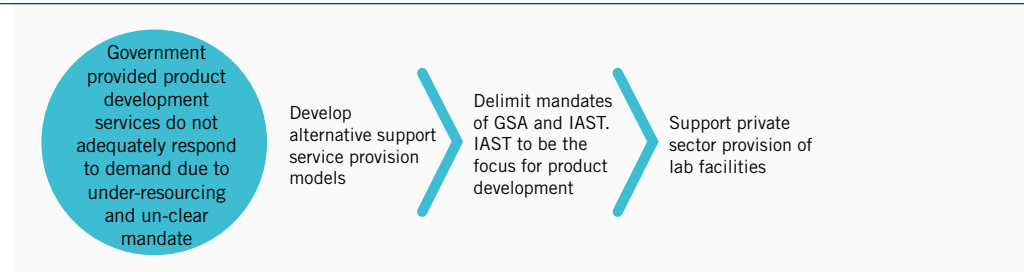 Government
provided product
development
services do not
adequately respond
to demand due to
under-resourcing
and un-clear
mandate
Develop
alternative support
service provision
models
Delimit mandates
of GSA and IAST.
IAST to be the
focus for product
development
Support private
sector provision of
lab facilities